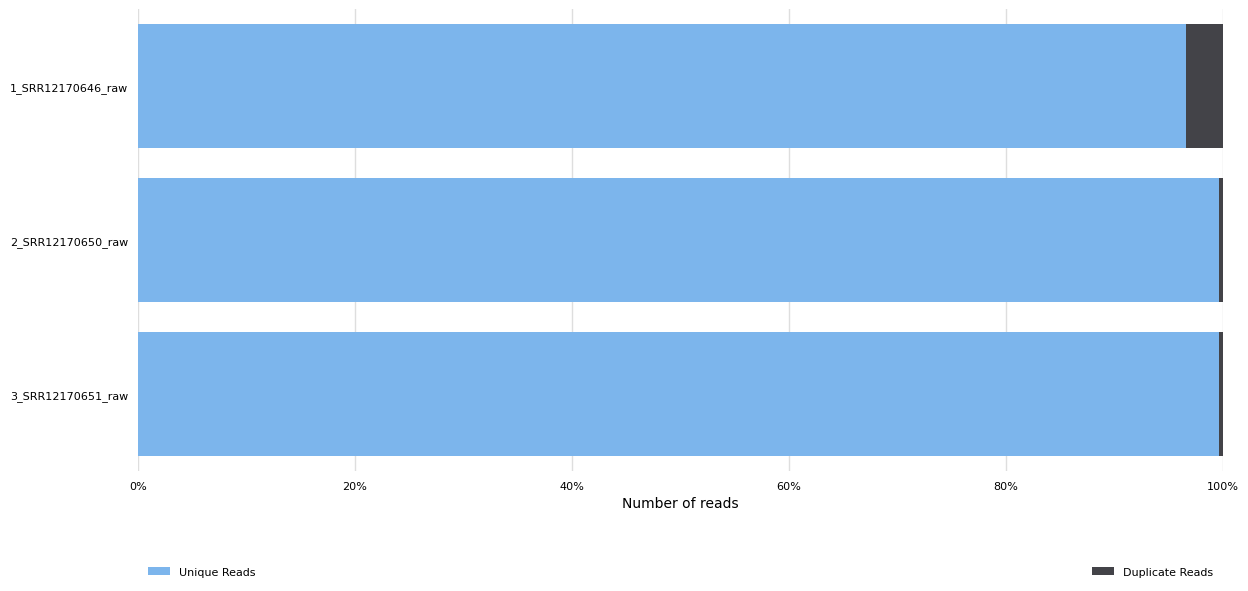 1_SRR12170646_raw
2_SRR12170650_raw
3_SRR12170651_raw
0% 20% 40% 60% 80% 100%
Number of reads
Unique Reads Duplicate Reads